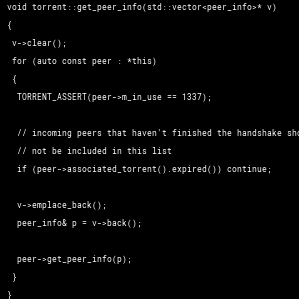 void torrent::get_peer_info(std::vector<peer_info>* v)
{
v->clear();
for (auto const peer : *this)
{
TORRENT_ASSERT(peer->m_in_use == 1337);
// incoming peers that haven't finished the handshake sho
// not be included in this list
if (peer->associated_torrent().expired()) continue;
v->emplace_back();
peer_info& p = v->back();
peer->get_peer_info(p);
}
}